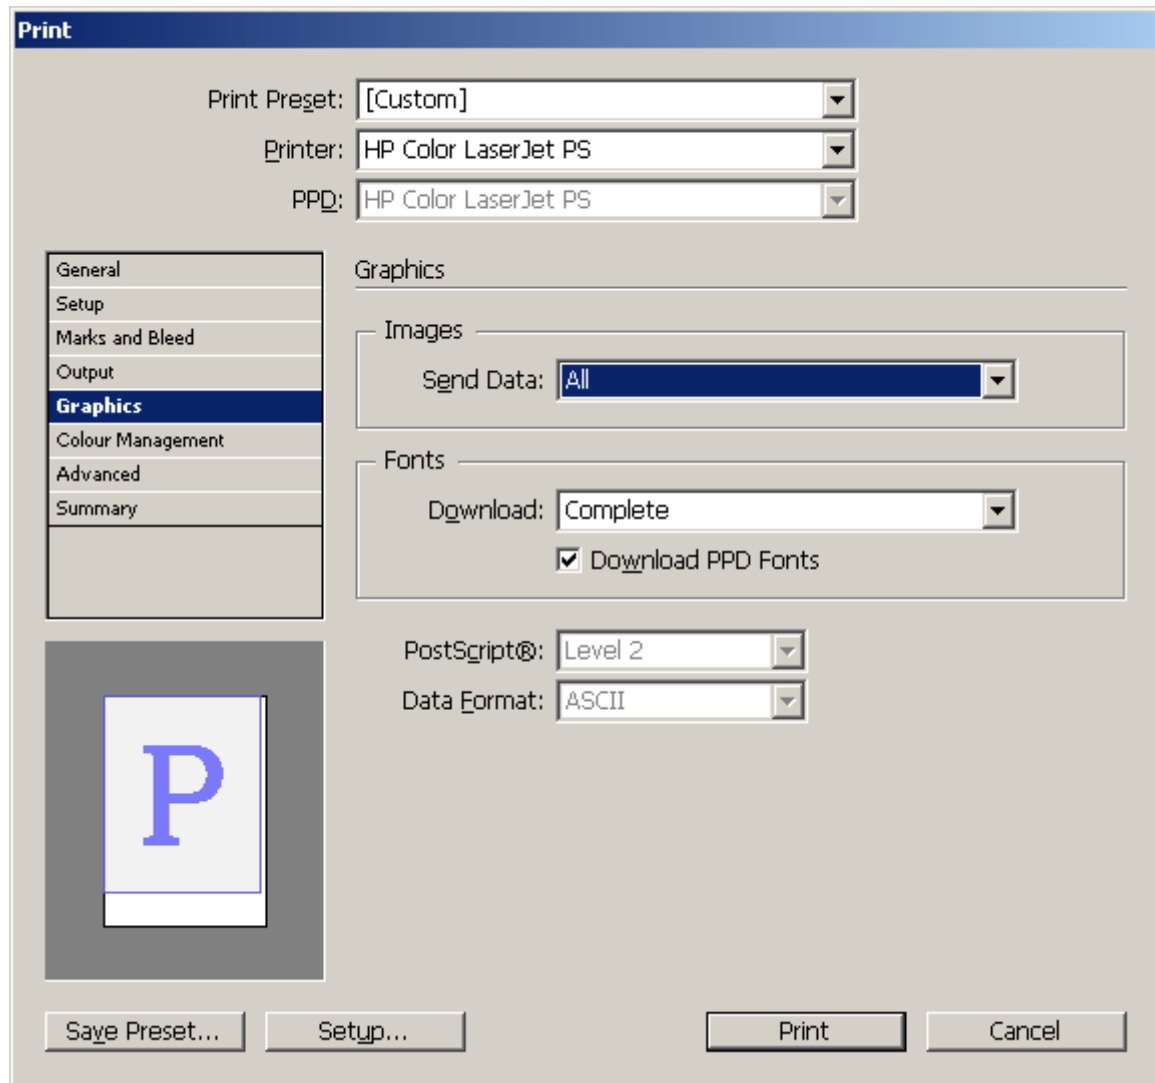 Print
Print Preset: [Custom]
Printer: HP Color LaserJet PS
PPD: HP Color LaserJet PS
General
Setup
Marks and Bleed
Output
Graphics
Colour Management
Advanced
Summary
Graphics
Images
Send Data: All
Fonts
Download: Complete
Download PPD Fonts
PostScript®: Level 2
Data Format: ASCII
P
Save Preset...
Setup...
Print
Cancel